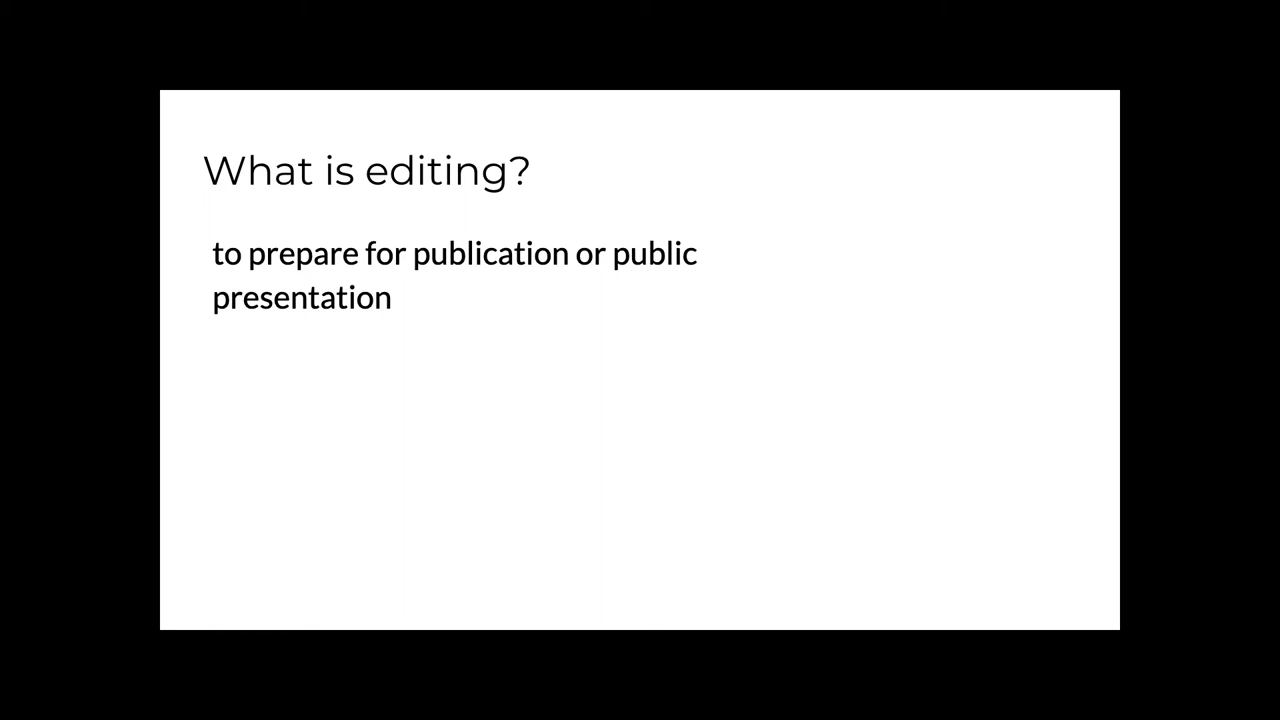 What is editing?
to prepare for publication or public
presentation